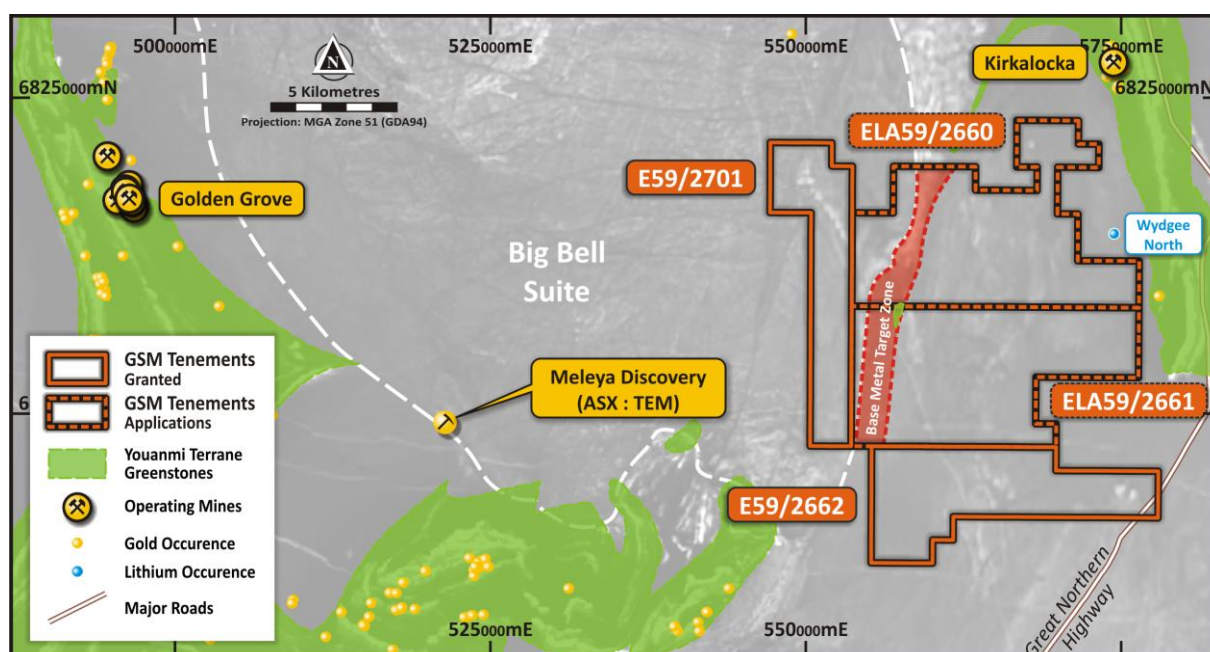 500000mE
525000mE
550000mE
575000mE
6825000mN
6825000mN
N
5 Kilometres
Projection: MGA Zone 51 (GDA94)
Kirkalocka
ELA59/2660
E59/2701
Golden Grove
Wydgee
North
Big Bell
Suite
Base Metal Target Zone
Meleya Discovery
(ASX : TEM)
ELA59/2661
E59/2662
GSM Tenements
Granted
GSM Tenements
Applications
Youanmi Terrane
Greenstones
Operating Mines
Gold Occurence
Lithium Occurence
Major Roads
Great Northern
Highway
525000mE
550000mE